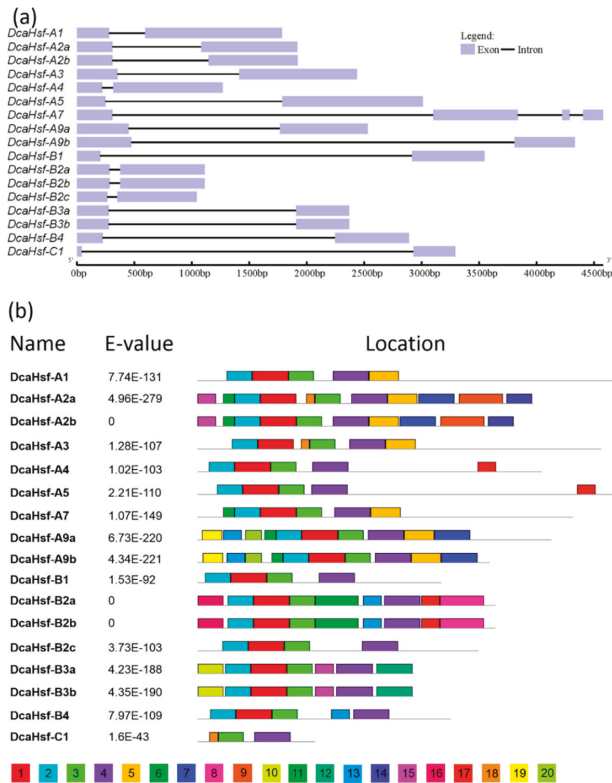 (a)
DcaHsf-A1
DcaHsf-A2a
DcaHsf-A2b
DcaHsf-A3
DcaHsf-A4
DcaHsf-A5
DcaHsf-A7
DcaHsf-A9a
DcaHsf-A9b
DcaHsf-B1
DcaHsf-B2a
DcaHsf-B2b
DcaHsf-B2c
DcaHsf-B3a
DcaHsf-B3b
DcaHsf-B4
DcaHsf-C1
Legend:
Exon Intron
5' 3'
0bp 500bp 1000bp 1500bp 2000bp 2500bp 3000bp 3500bp 4000bp 4500bp
(b)
Name E-value Location
DcaHsf-A1 7.74E-131
DcaHsf-A2a 4.96E-279
DcaHsf-A2b 0
DcaHsf-A3 1.28E-107
DcaHsf-A4 1.02E-103
DcaHsf-A5 2.21E-110
DcaHsf-A7 1.07E-149
DcaHsf-A9a 6.73E-220
DcaHsf-A9b 4.34E-221
DcaHsf-B1 1.53E-92
DcaHsf-B2a 0
DcaHsf-B2b 0
DcaHsf-B2c 3.73E-103
DcaHsf-B3a 4.23E-188
DcaHsf-B3b 4.35E-190
DcaHsf-B4 7.97E-109
DcaHsf-C1 1.6E-43
1 2 3 4 5 6 7 8 9 10 11 12 13 14 15 16 17 18 19 20